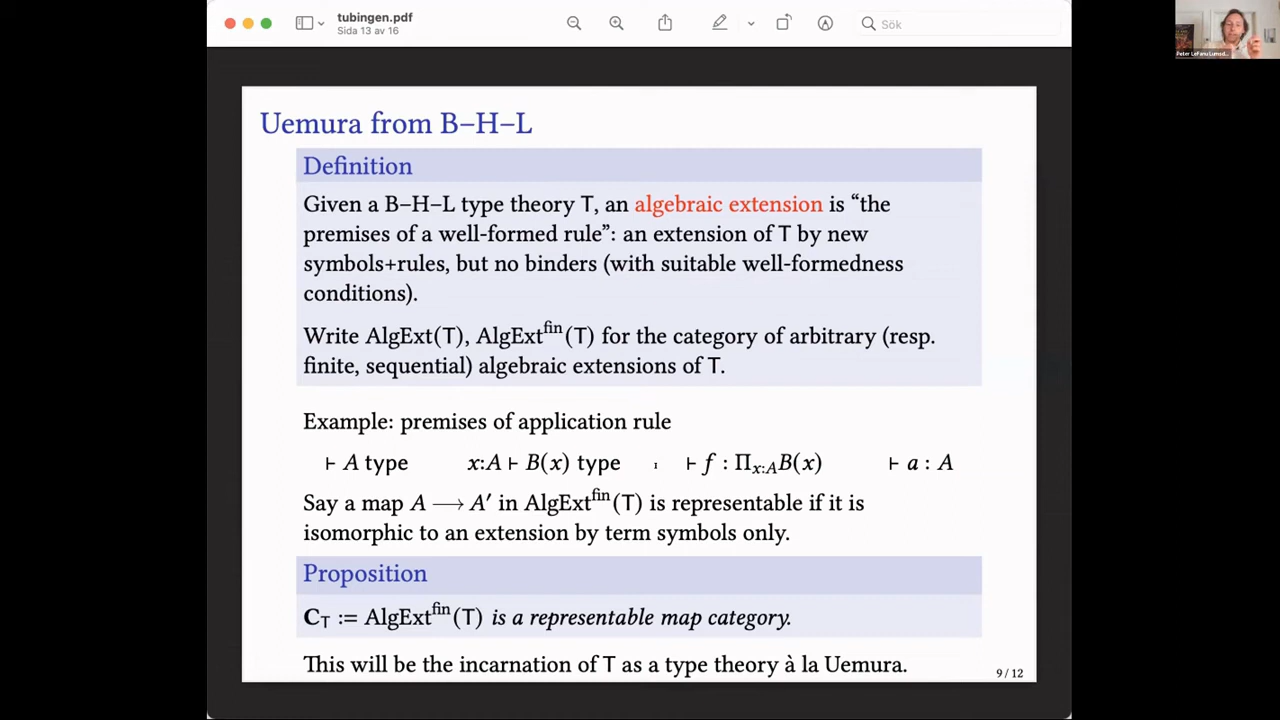 tubingen.pdf
Sida 13 av 16
Sök
Peter LeFanu Lumsd...
Uemura from B–H–L
Definition
Given a B–H–L type theory T, an algebraic extension is “the
premises of a well-formed rule”: an extension of T by new
symbols+rules, but no binders (with suitable well-formedness
conditions).
Write AlgExt(T), AlgExt^fin(T) for the category of arbitrary (resp.
finite, sequential) algebraic extensions of T.
Example: premises of application rule
⊢ A type x:A ⊢ B(x) type ⊢ f : Π_{x:A}B(x) ⊢ a : A
Say a map A ⟶ A′ in AlgExt^fin(T) is representable if it is
isomorphic to an extension by term symbols only.
Proposition
C_T := AlgExt^fin(T) is a representable map category.
This will be the incarnation of T as a type theory à la Uemura.
9 / 12